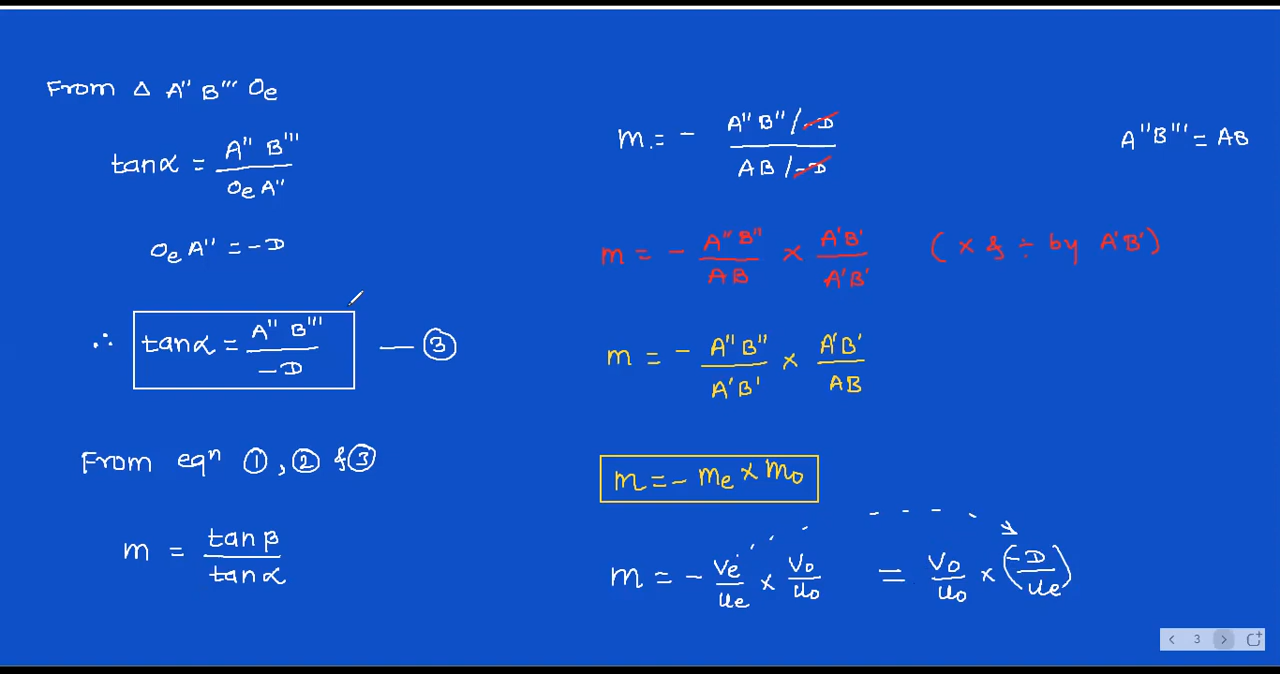 From Δ A'' B''' Oe
tanα = A'' B''' / Oe A''
Oe A'' = -D
∴ tanα = A'' B''' / -D — ③
From eqⁿ ①, ② & ③
m = tanβ / tanα
m = - A'' B'' / -D / AB / -D
A''B''' = AB
m = - A'' B'' / AB × A'B' / A'B' ( × & ÷ by A'B')
m = - A'' B'' / A'B' × A'B' / AB
m = - me × mo
m = - Ve / ue × Vo / uo = Vo / uo × (-D / ue)
3